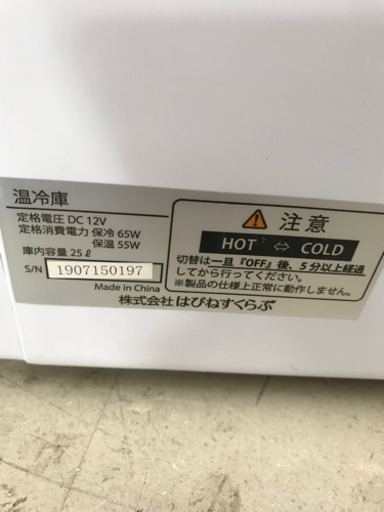 温冷庫
定格電圧 DC 12V
定格消費電力 保冷 65W
保温 55W
庫内容量 25ℓ
S/N 1907150197
Made in China
株式会社 はぴねすくらぶ
注意
HOT ⇔ COLD
切替は一旦『OFF』後、5分以上経過
してから行ってください。
※製品の仕様上正常に動作しません。